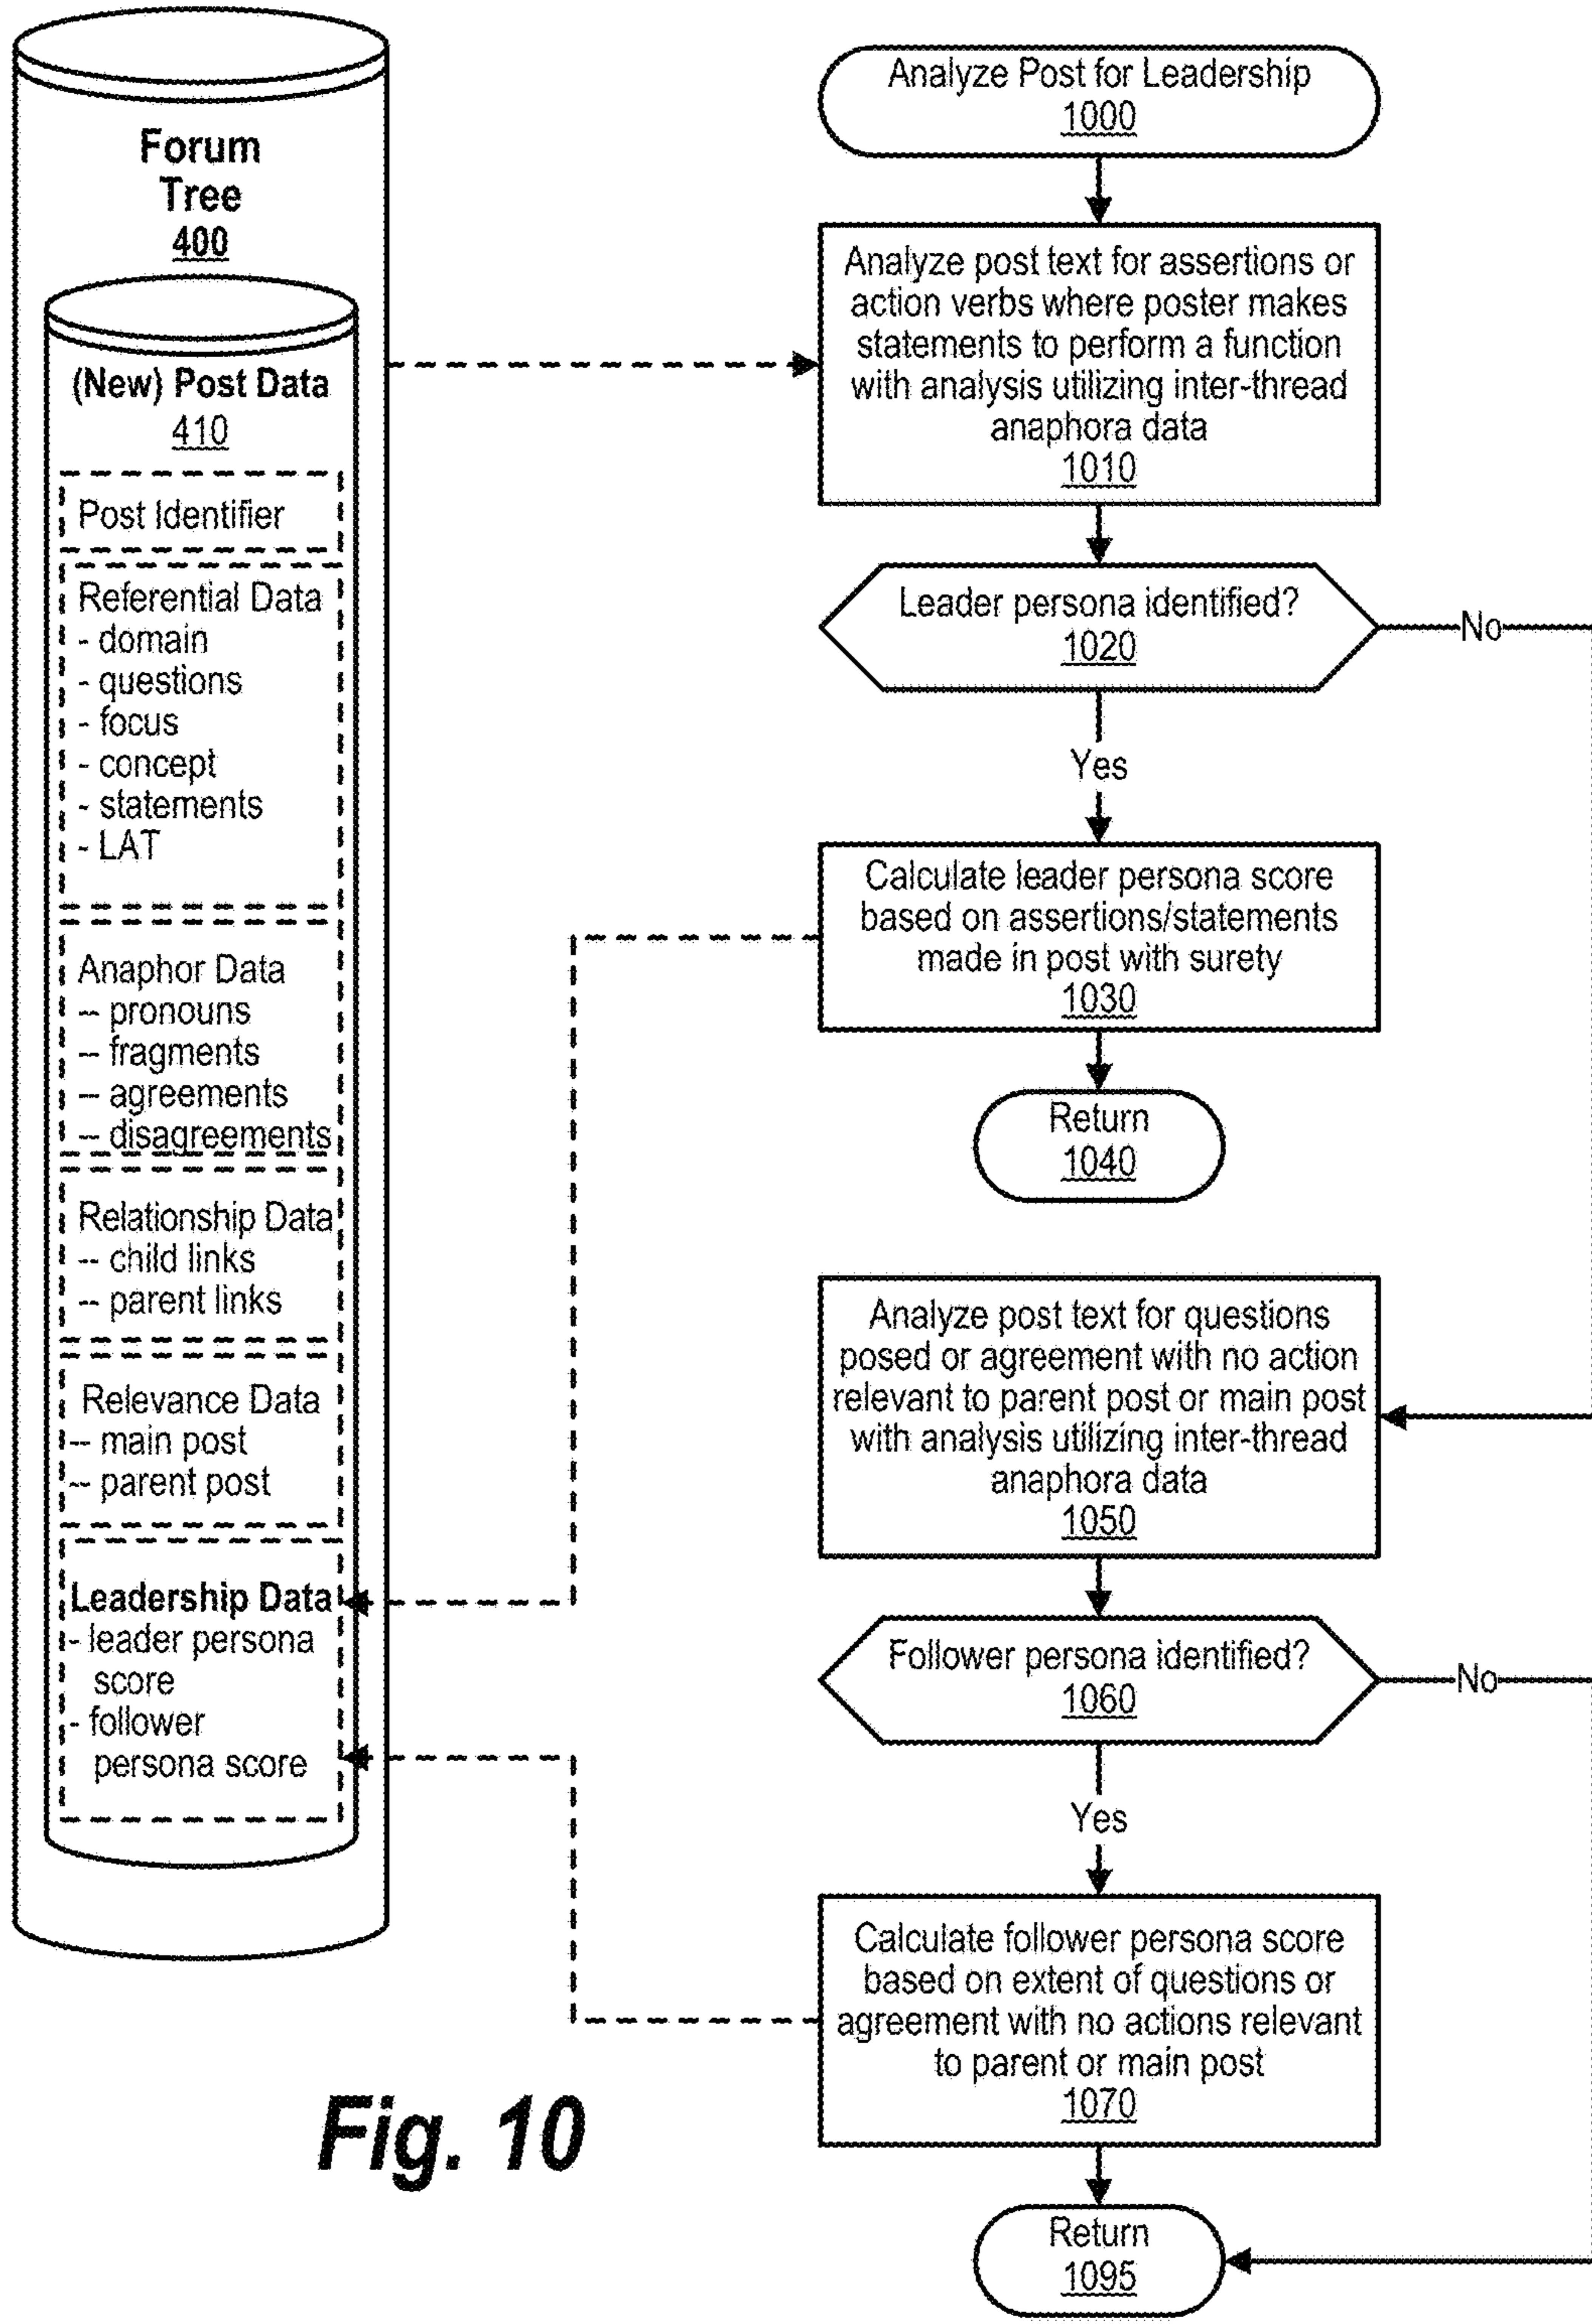 Forum
Tree
400
(New) Post Data
410
Post Identifier
Referential Data
- domain
- questions
- focus
- concept
- statements
- LAT
Anaphor Data
-- pronouns
-- fragments
-- agreements
-- disagreements
Relationship Data
-- child links
-- parent links
Relevance Data
-- main post
-- parent post
Leadership Data
- leader persona
score
- follower
persona score
Analyze Post for Leadership
1000
Analyze post text for assertions or
action verbs where poster makes
statements to perform a function
with analysis utilizing inter-thread
anaphora data
1010
Leader persona identified?
1020
No
Yes
Calculate leader persona score
based on assertions/statements
made in post with surety
1030
Return
1040
Analyze post text for questions
posed or agreement with no action
relevant to parent post or main post
with analysis utilizing inter-thread
anaphora data
1050
Follower persona identified?
1060
No
Yes
Calculate follower persona score
based on extent of questions or
agreement with no actions relevant
to parent or main post
1070
Return
1095
Fig. 10